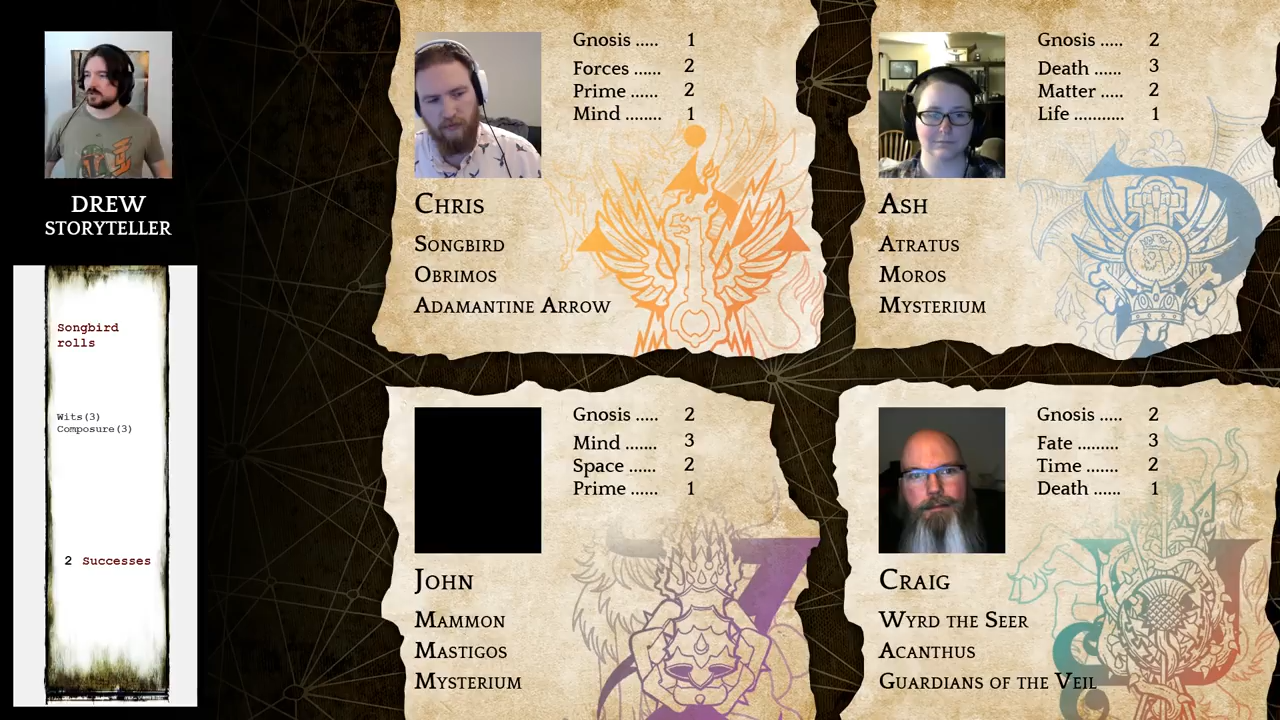 DREW
STORYTELLER
Songbird
rolls
Wits(3)
Composure(3)
2 Successes
Gnosis ..... 1
Forces ...... 2
Prime ...... 2
Mind ........ 1
Chris
Songbird
Obrimos
Adamantine Arrow
Gnosis ..... 2
Death ...... 3
Matter ..... 2
Life ........... 1
Ash
Atratus
Moros
Mysterium
Gnosis ..... 2
Mind ....... 3
Space ...... 2
Prime ...... 1
John
Mammon
Mastigos
Mysterium
Gnosis ..... 2
Fate ......... 3
Time ....... 2
Death ...... 1
Craig
Wyrd the Seer
Acanthus
Guardians of the Veil